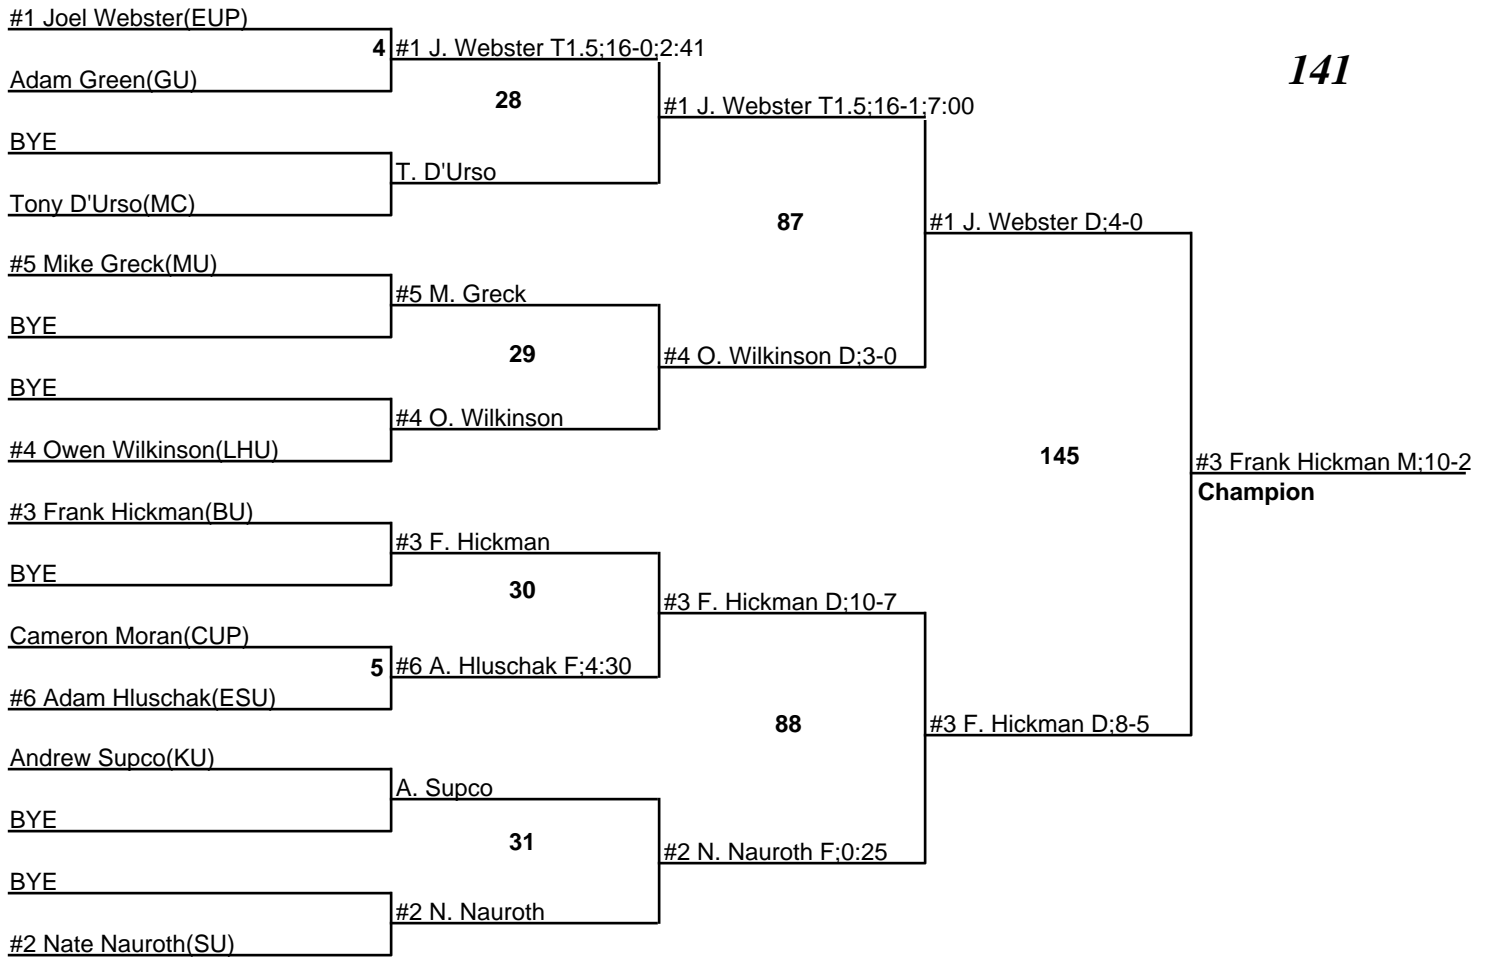 #1 Joel Webster(EUP)
4 #1 J. Webster T1.5;16-0;2:41
141
Adam Green(GU)
28
#1 J. Webster T1.5;16-1;7:00
BYE
T. D'Urso
Tony D'Urso(MC)
87
#1 J. Webster D;4-0
#5 Mike Greck(MU)
#5 M. Greck
BYE
29
#4 O. Wilkinson D;3-0
BYE
#4 O. Wilkinson
#4 Owen Wilkinson(LHU)
145
#3 Frank Hickman M;10-2
Champion
#3 Frank Hickman(BU)
#3 F. Hickman
BYE
30
#3 F. Hickman D;10-7
Cameron Moran(CUP)
5 #6 A. Hluschak F;4:30
#6 Adam Hluschak(ESU)
88
#3 F. Hickman D;8-5
Andrew Supco(KU)
A. Supco
BYE
31
#2 N. Nauroth F;0:25
BYE
#2 N. Nauroth
#2 Nate Nauroth(SU)